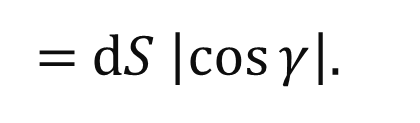 = dS |cos γ|.